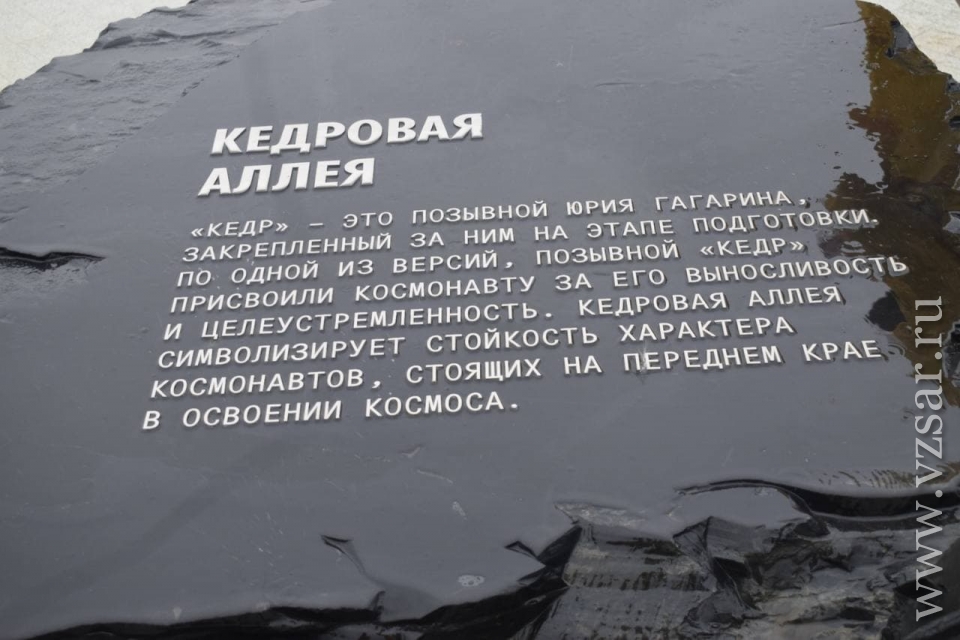 КЕДРОВАЯ
АЛЛЕЯ
«КЕДР» – ЭТО ПОЗЫВНОЙ ЮРИЯ ГАГАРИНА,
ЗАКРЕПЛЕННЫЙ ЗА НИМ НА ЭТАПЕ ПОДГОТОВКИ.
ПО ОДНОЙ ИЗ ВЕРСИЙ, ПОЗЫВНОЙ «КЕДР»
ПРИСВОИЛИ КОСМОНАВТУ ЗА ЕГО ВЫНОСЛИВОСТЬ
И ЦЕЛЕУСТРЕМЛЕННОСТЬ. КЕДРОВАЯ АЛЛЕЯ
СИМВОЛИЗИРУЕТ СТОЙКОСТЬ ХАРАКТЕРА
КОСМОНАВТОВ, СТОЯЩИХ НА ПЕРЕДНЕМ КРАЕ
В ОСВОЕНИИ КОСМОСА.
www.vzsar.ru